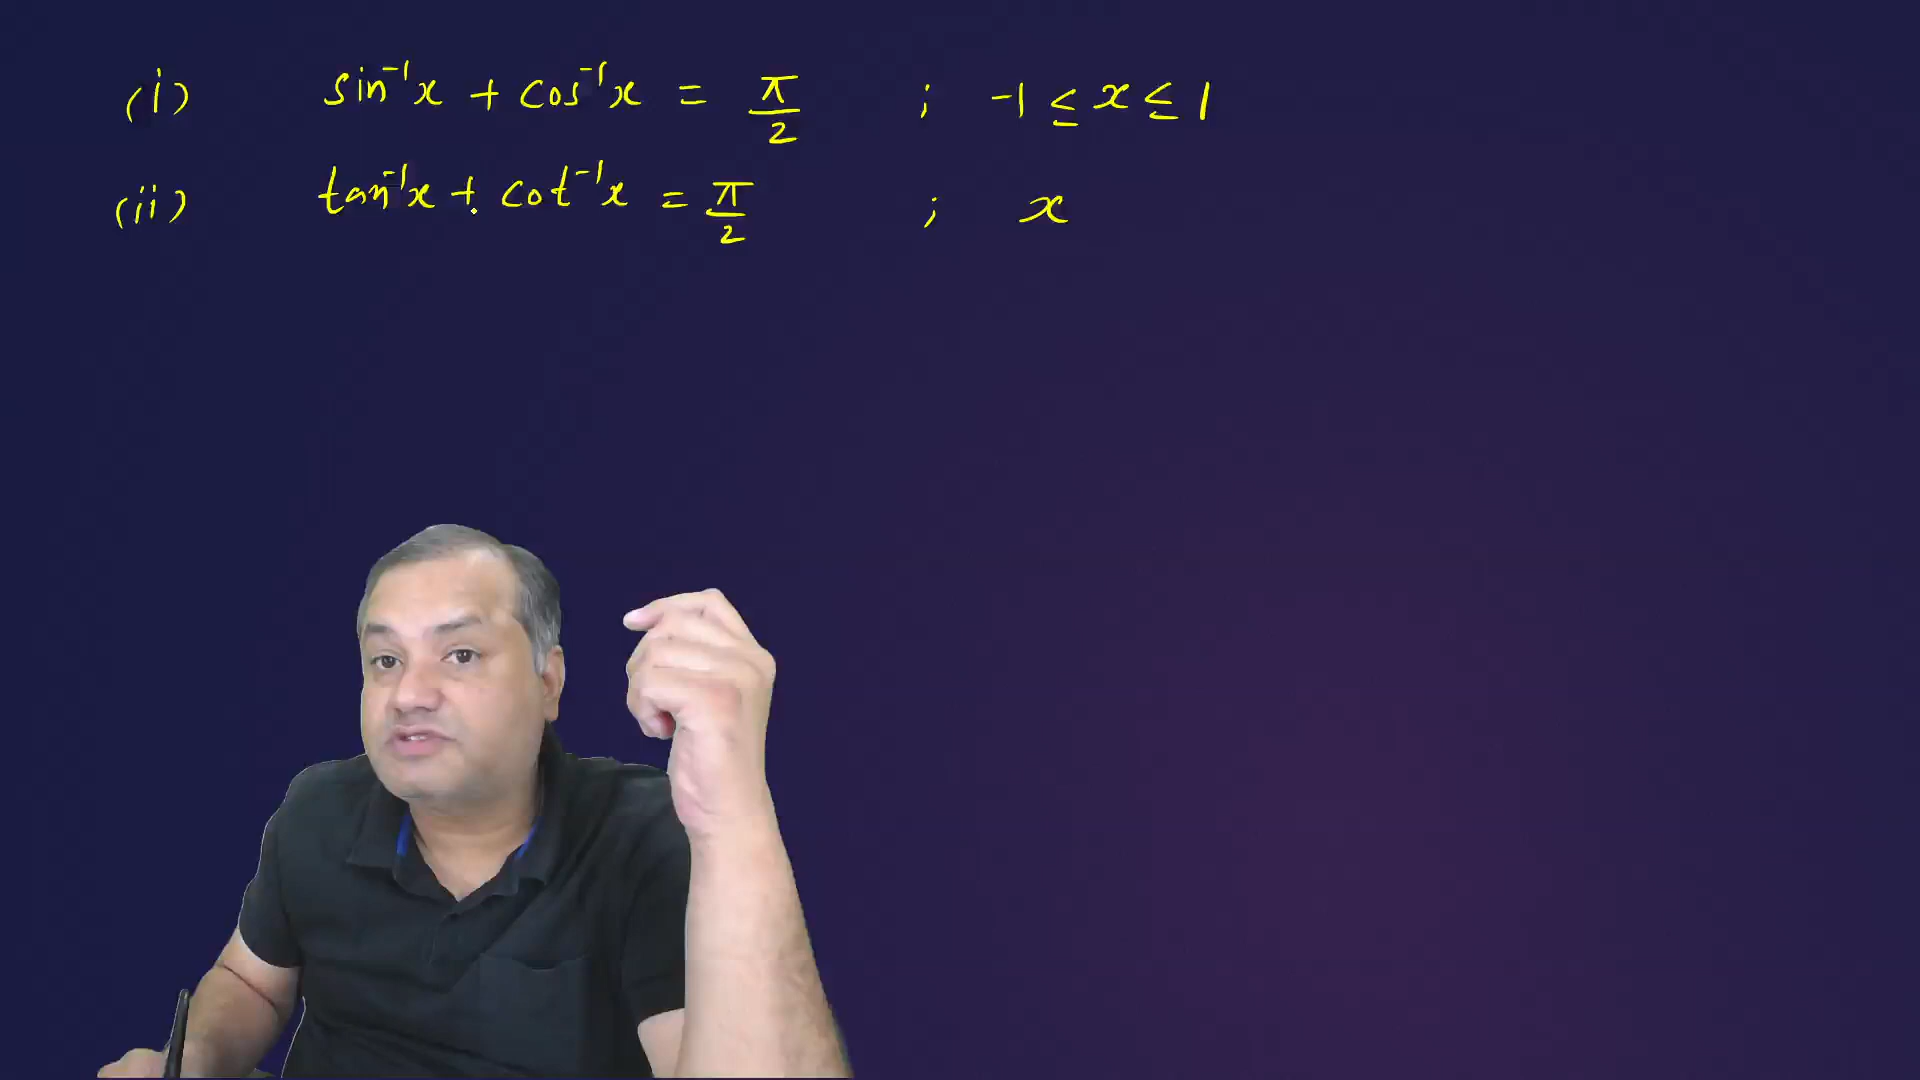 (i) sin⁻¹x + cos⁻¹x = π/2 ; -1 ≤ x ≤ 1
(ii) tan⁻¹x + cot⁻¹x = π/2 ; x